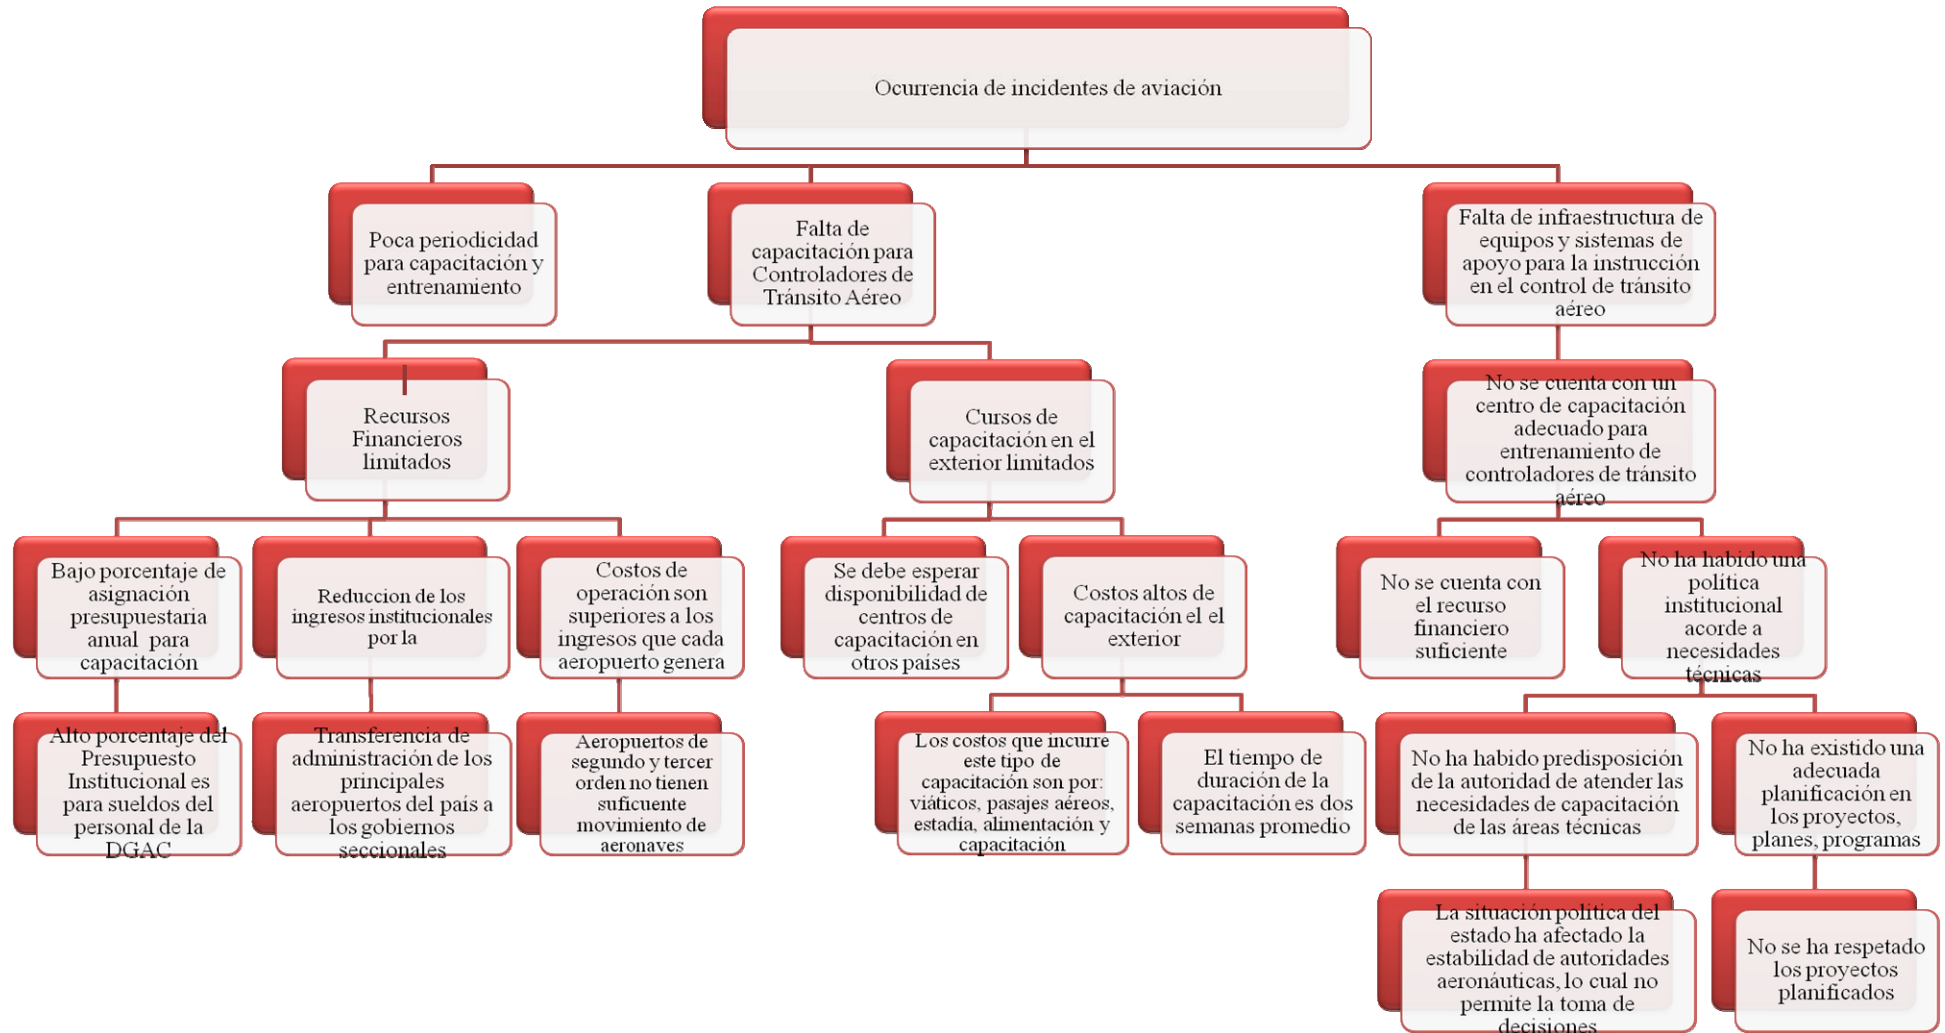 Ocurrencia de incidentes de aviación
Poca periodicidad
para capacitación y
entrenamiento
Falta de
capacitación para
Controladores de
Tránsito Aéreo
Falta de infraestructura de
equipos y sistemas de
apoyo para la instrucción
en el control de tránsito
aéreo
Recursos
Financieros
limitados
Cursos de
capacitación en el
exterior limitados
No se cuenta con un
centro de capacitación
adecuado para
entrenamiento de
controladores de tránsito
aéreo
Bajo porcentaje de
asignación
presupuestaria
anual para
capacitación
Reduccion de los
ingresos institucionales
por la
Costos de
operación son
superiores a los
ingresos que cada
aeropuerto genera
Se debe esperar
disponibilidad de
centros de
capacitación en
otros países
Costos altos de
capacitación el el
exterior
No se cuenta con
el recurso
financiero
suficiente
No ha habido una
política
institucional
acorde a
necesidades
técnicas
Alto porcentaje del
Presupuesto
Institucional es
para sueldos del
personal de la
DGAC
Transferencia de
administración de los
principales
aeropuertos del país a
los gobiernos
seccionales
Aeropuertos de
segundo y tercer
orden no tienen
suficuente
movimiento de
aeronaves
Los costos que incurre
este tipo de
capacitación son por:
viáticos, pasajes aéreos,
estadía, alimentación y
capacitación
El tiempo de
duración de la
capacitación es dos
semanas promedio
No ha habido predisposición
de la autoridad de atender las
necesidades de capacitación
de las áreas técnicas
No ha existido una
adecuada
planificación en
los proyectos,
planes, programas
La situación política del
estado ha afectado la
estabilidad de autoridades
aeronáuticas, lo cual no
permite la toma de
decisiones
No se ha respetado
los proyectos
planificados